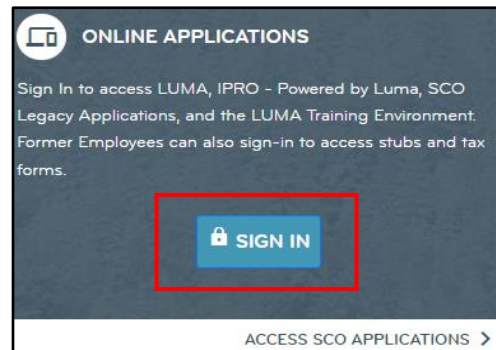 ONLINE APPLICATIONS
Sign In to access LUMA, IPRO - Powered by Luma, SCO
Legacy Applications, and the LUMA Training Environment.
Former Employees can also sign-in to access stubs and tax
forms.
SIGN IN
ACCESS SCO APPLICATIONS >